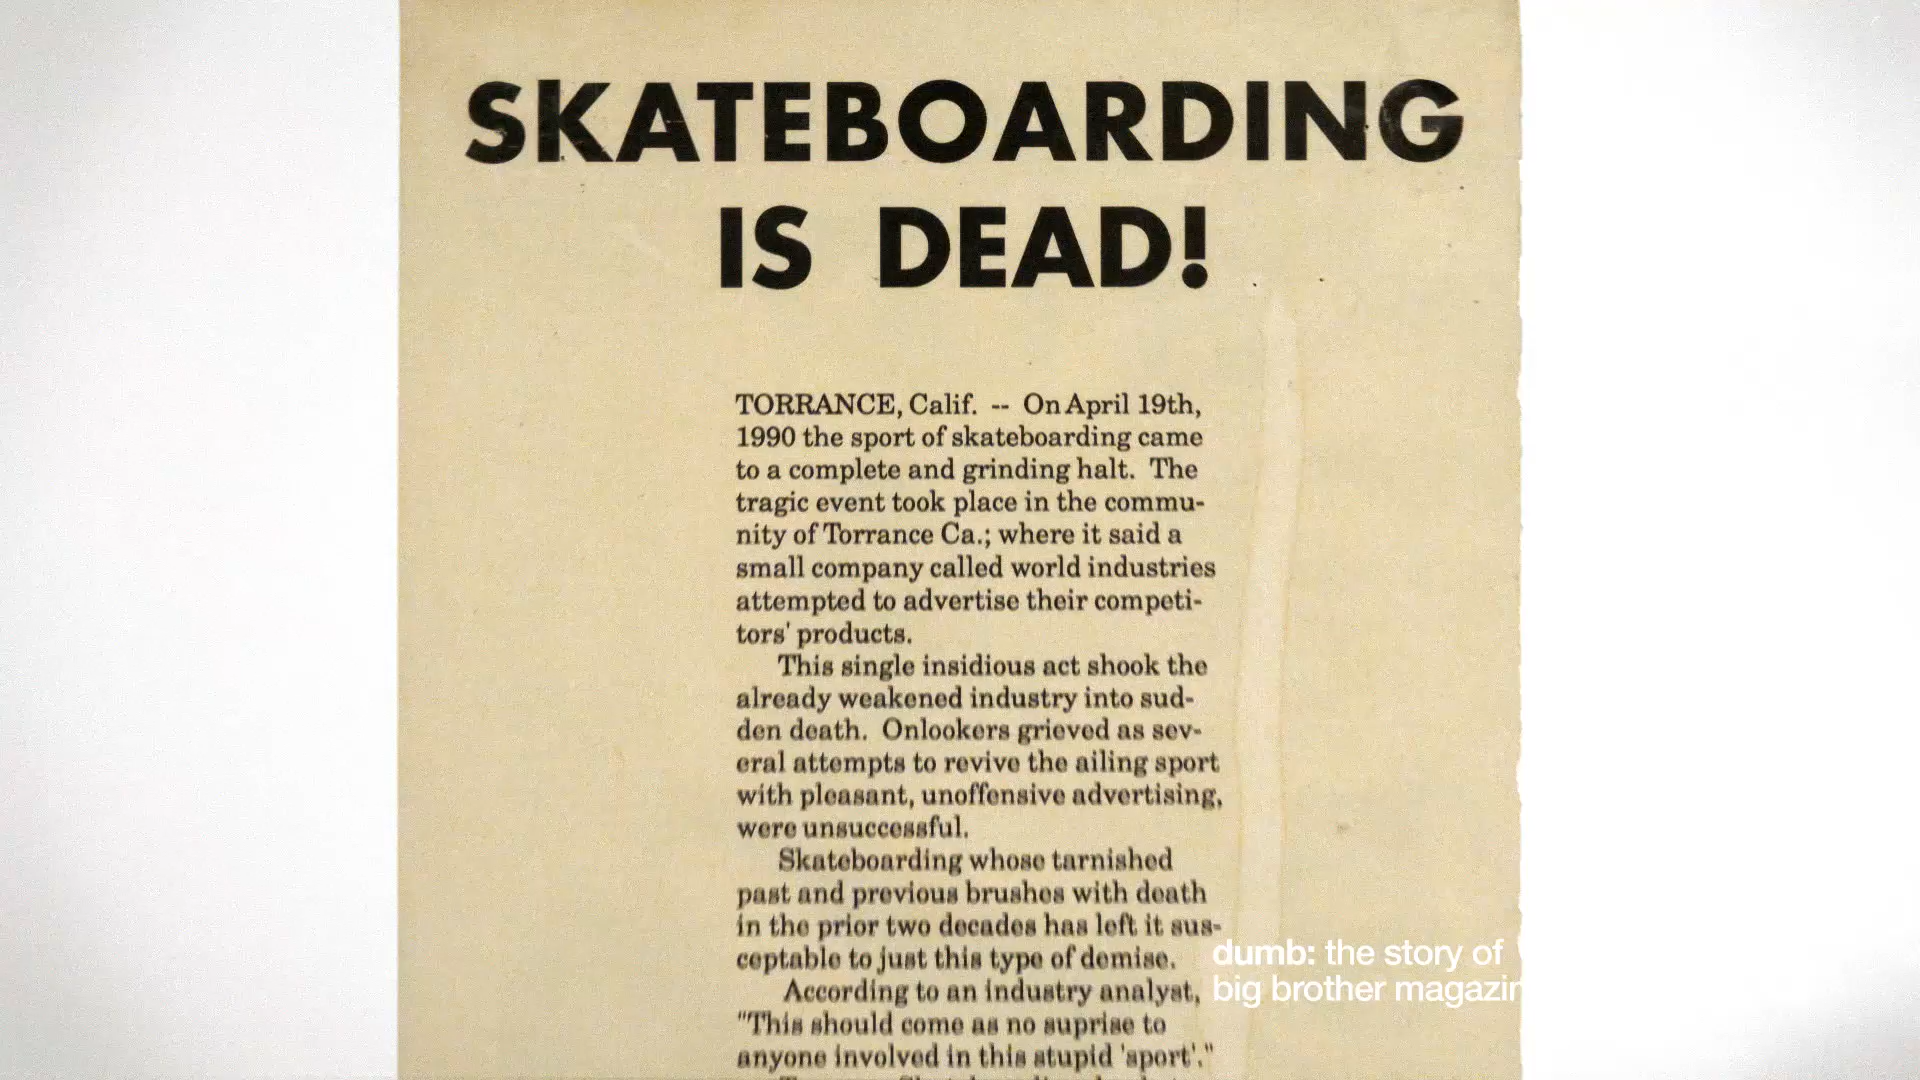 SKATEBOARDING
IS DEAD!
TORRANCE, Calif. -- On April 19th,
1990 the sport of skateboarding came
to a complete and grinding halt. The
tragic event took place in the commu-
nity of Torrance Ca.; where it said a
small company called world industries
attempted to advertise their competi-
tors' products.
This single insidious act shook the
already weakened industry into sud-
den death. Onlookers grieved as sev-
eral attempts to revive the ailing sport
with pleasant, unoffensive advertising,
were unsuccessful.
Skateboarding whose tarnished
past and previous brushes with death
in the prior two decades has left it sus-
ceptable to just this type of demise.
According to an industry analyst,
"This should come as no suprise to
anyone involved in this stupid 'sport'."
dumb: the story of
big brother